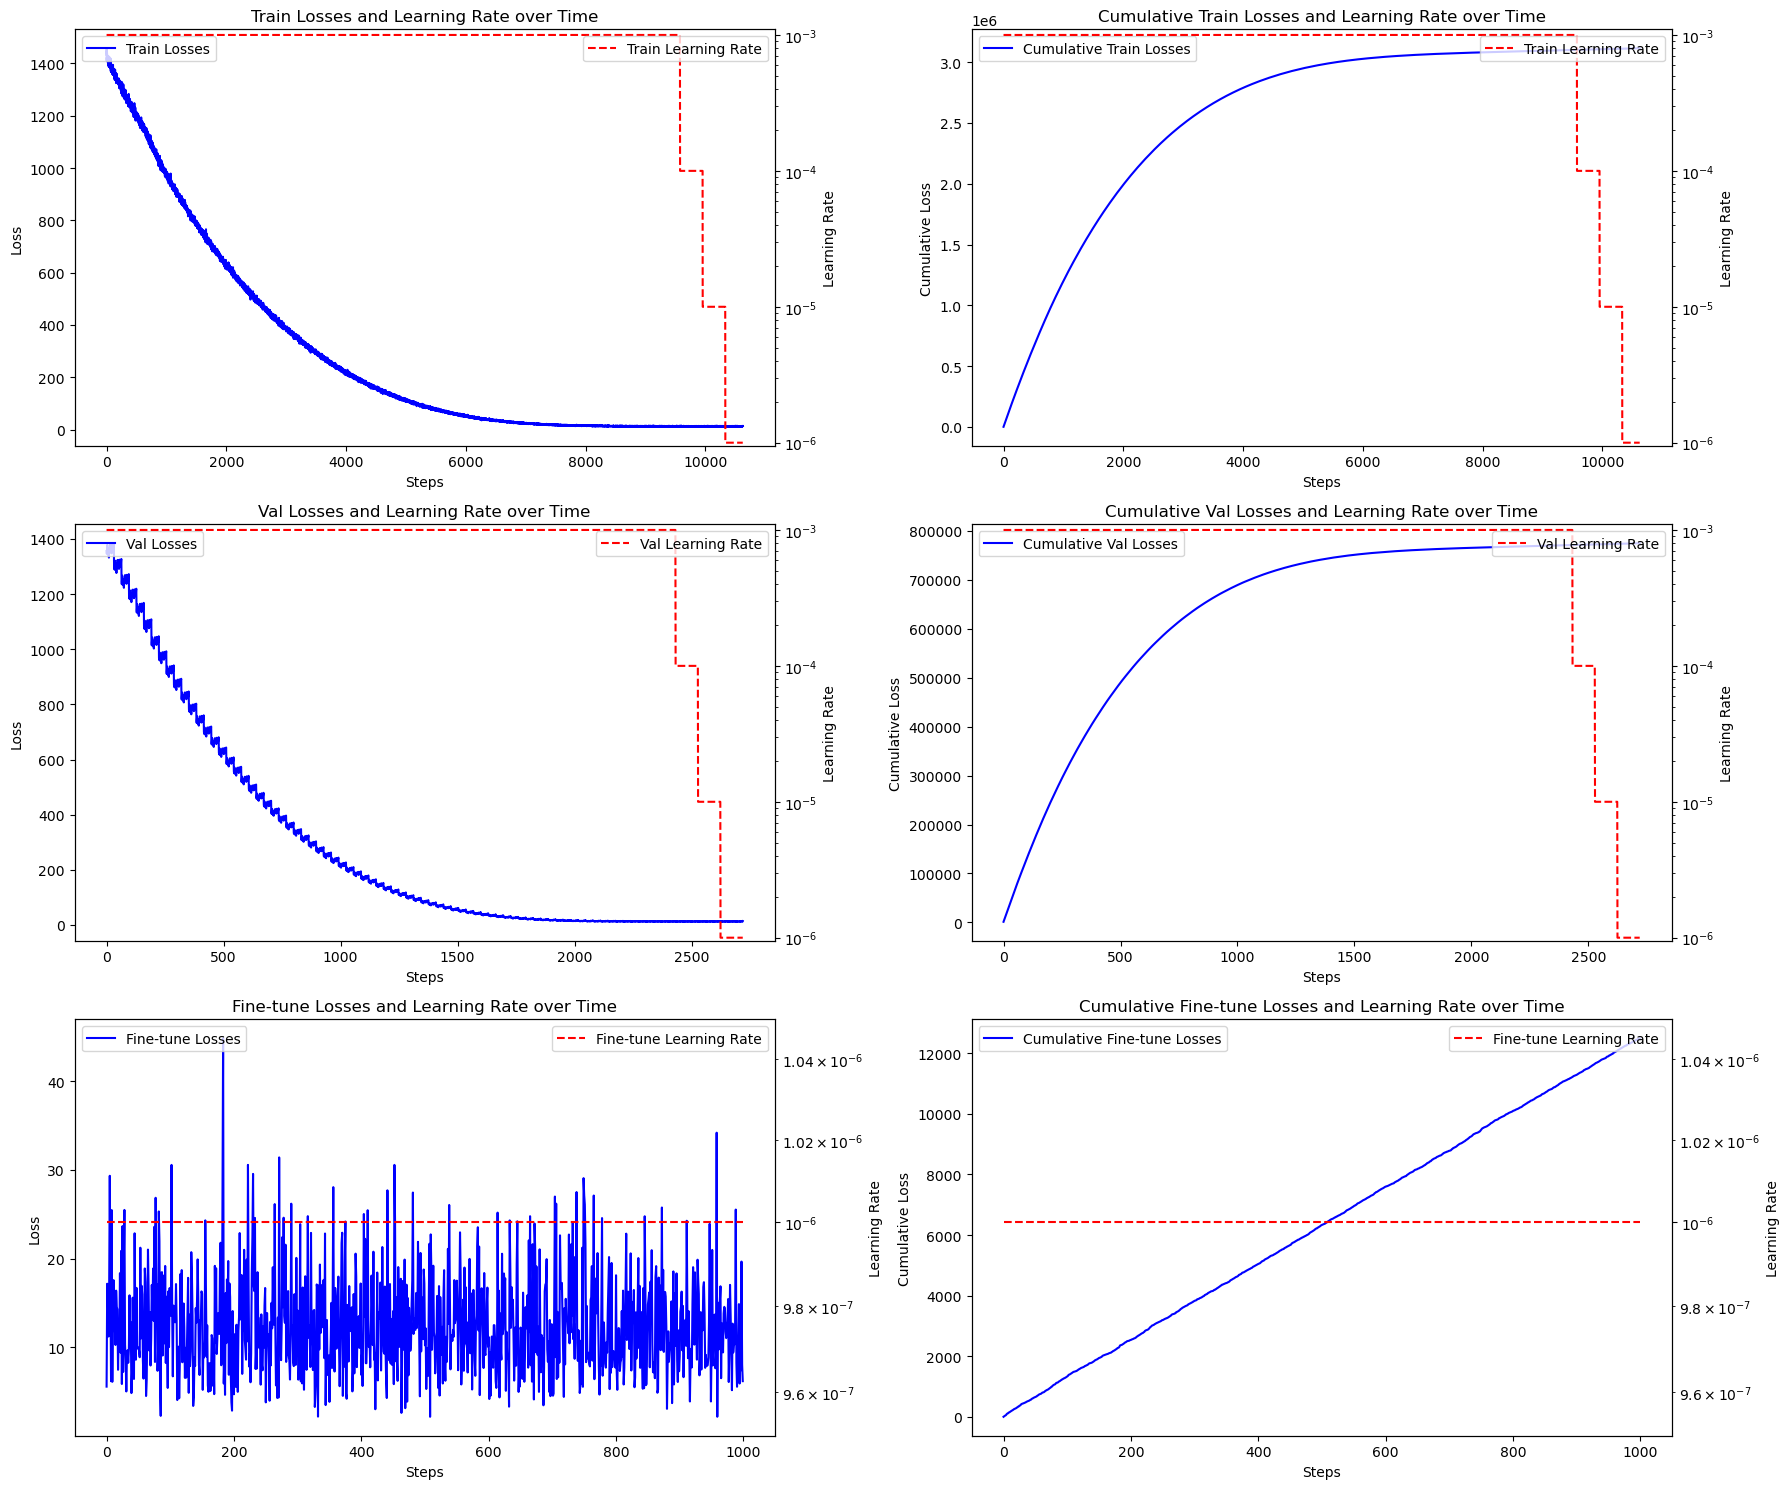 Train Losses and Learning Rate over Time
Train Losses
Train Learning Rate
1400
1200
1000
800
600
400
200
0
Loss
10⁻³
10⁻⁴
10⁻⁵
10⁻⁶
Learning Rate
0 2000 4000 6000 8000 10000
Steps
Cumulative Train Losses and Learning Rate over Time
1e6
Cumulative Train Losses
Train Learning Rate
3.0
2.5
2.0
1.5
1.0
0.5
0.0
Cumulative Loss
10⁻³
10⁻⁴
10⁻⁵
10⁻⁶
Learning Rate
0 2000 4000 6000 8000 10000
Steps
Val Losses and Learning Rate over Time
Val Losses
Val Learning Rate
1400
1200
1000
800
600
400
200
0
Loss
10⁻³
10⁻⁴
10⁻⁵
10⁻⁶
Learning Rate
0 500 1000 1500 2000 2500
Steps
Cumulative Val Losses and Learning Rate over Time
Cumulative Val Losses
Val Learning Rate
800000
700000
600000
500000
400000
300000
200000
100000
0
Cumulative Loss
10⁻³
10⁻⁴
10⁻⁵
10⁻⁶
Learning Rate
0 500 1000 1500 2000 2500
Steps
Fine-tune Losses and Learning Rate over Time
Fine-tune Losses
Fine-tune Learning Rate
40
30
20
10
Loss
1.04 × 10⁻⁶
1.02 × 10⁻⁶
10⁻⁶
9.8 × 10⁻⁷
9.6 × 10⁻⁷
Learning Rate
0 200 400 600 800 1000
Steps
Cumulative Fine-tune Losses and Learning Rate over Time
Cumulative Fine-tune Losses
Fine-tune Learning Rate
12000
10000
8000
6000
4000
2000
0
Cumulative Loss
1.04 × 10⁻⁶
1.02 × 10⁻⁶
10⁻⁶
9.8 × 10⁻⁷
9.6 × 10⁻⁷
Learning Rate
0 200 400 600 800 1000
Steps